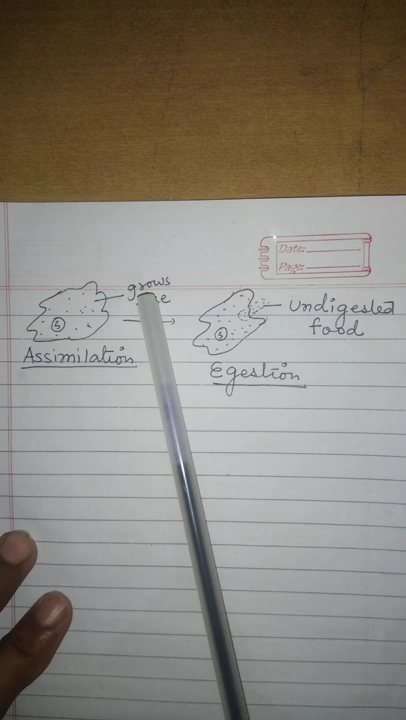 Date:
Page:
grows
Undigested
food
Assimilation
Egestion